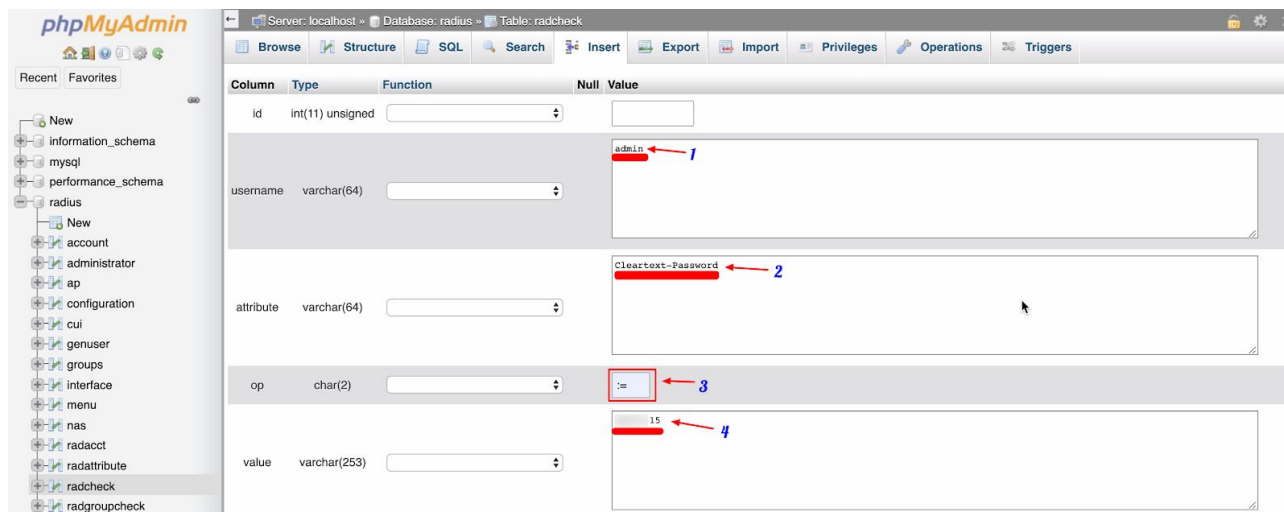 phpMyAdmin
Recent Favorites
New
information_schema
mysql
performance_schema
radius
New
account
administrator
ap
configuration
cui
genuser
groups
interface
menu
nas
radacct
radattribute
radcheck
radgroupcheck
Server: localhost » Database: radius » Table: radcheck
Browse Structure SQL Search Insert Export Import Privileges Operations Triggers
Column Type Function Null Value
id int(11) unsigned
username varchar(64) admin 1
attribute varchar(64) Cleartext-Password 2
op char(2) := 3
value varchar(253) 15 4